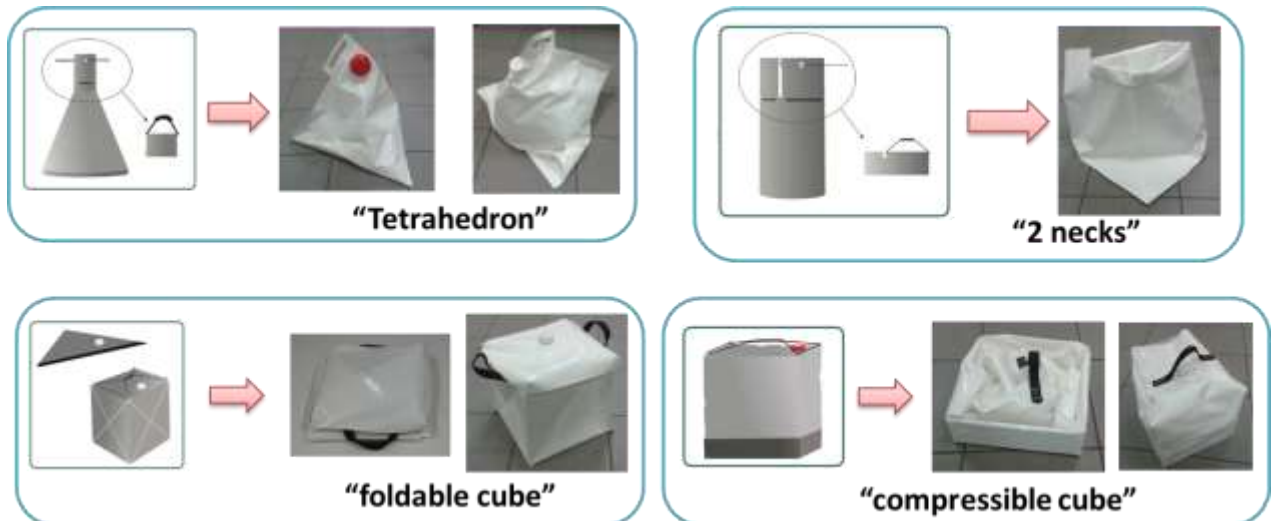 “Tetrahedron”
“2 necks”
“foldable cube”
“compressible cube”